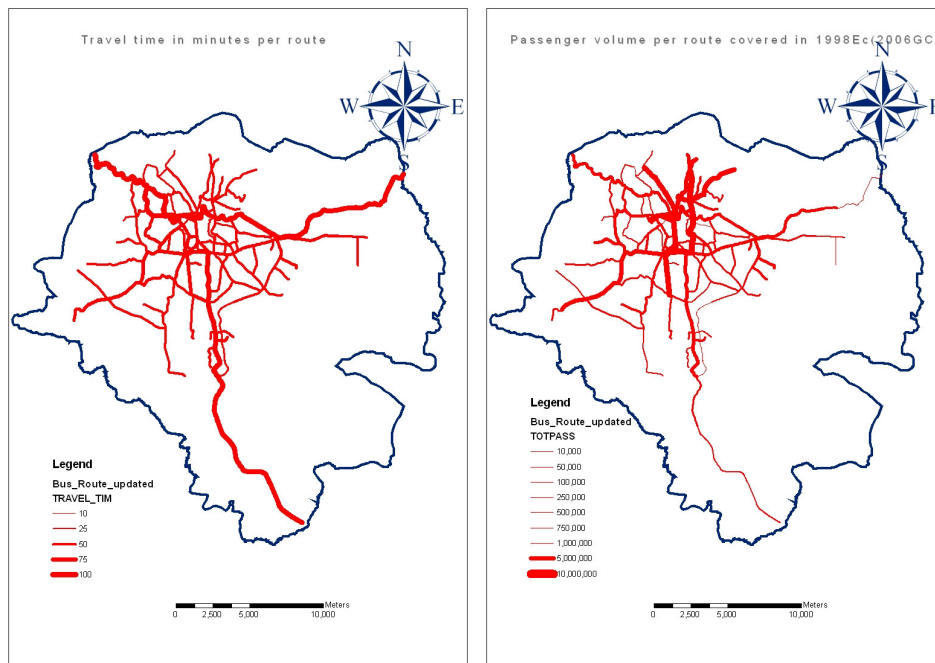 Travel time in minutes per route
N
W E
S
Legend
Bus_Route_updated
TRAVEL_TIM
10
25
50
75
100
Meters
0 2,500 5,000 10,000
Passenger volume per route covered in 1998Ec(2006GC
N
W E
S
Legend
Bus_Route_updated
TOTPASS
10,000
50,000
100,000
250,000
500,000
750,000
1,000,000
5,000,000
10,000,000
Meters
0 2,500 5,000 10,000